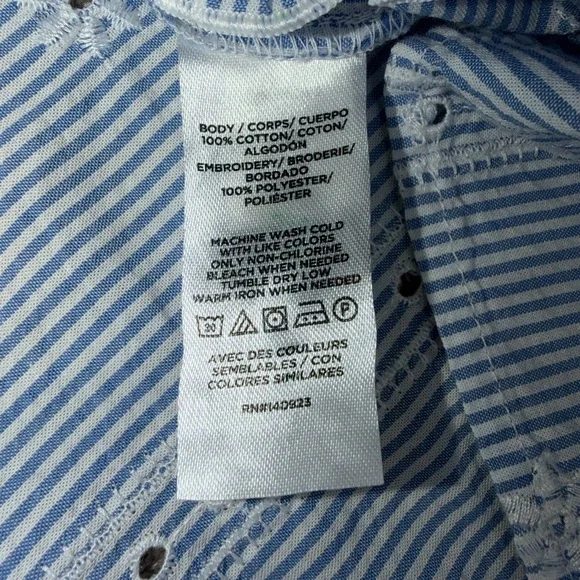 BODY / CORPS/ CUERPO
100% COTTON/ COTON/
ALGODÓN
EMBROIDERY/ BRODERIE/
BORDADO
100% POLYESTER/
POLIÉSTER
MACHINE WASH COLD
WITH LIKE COLORS
ONLY NON-CHLORINE
BLEACH WHEN NEEDED
TUMBLE DRY LOW
WARM IRON WHEN NEEDED
30 P
AVEC DES COULEURS
SEMBLABLES / CON
COLORES SIMILARES
RN#140923